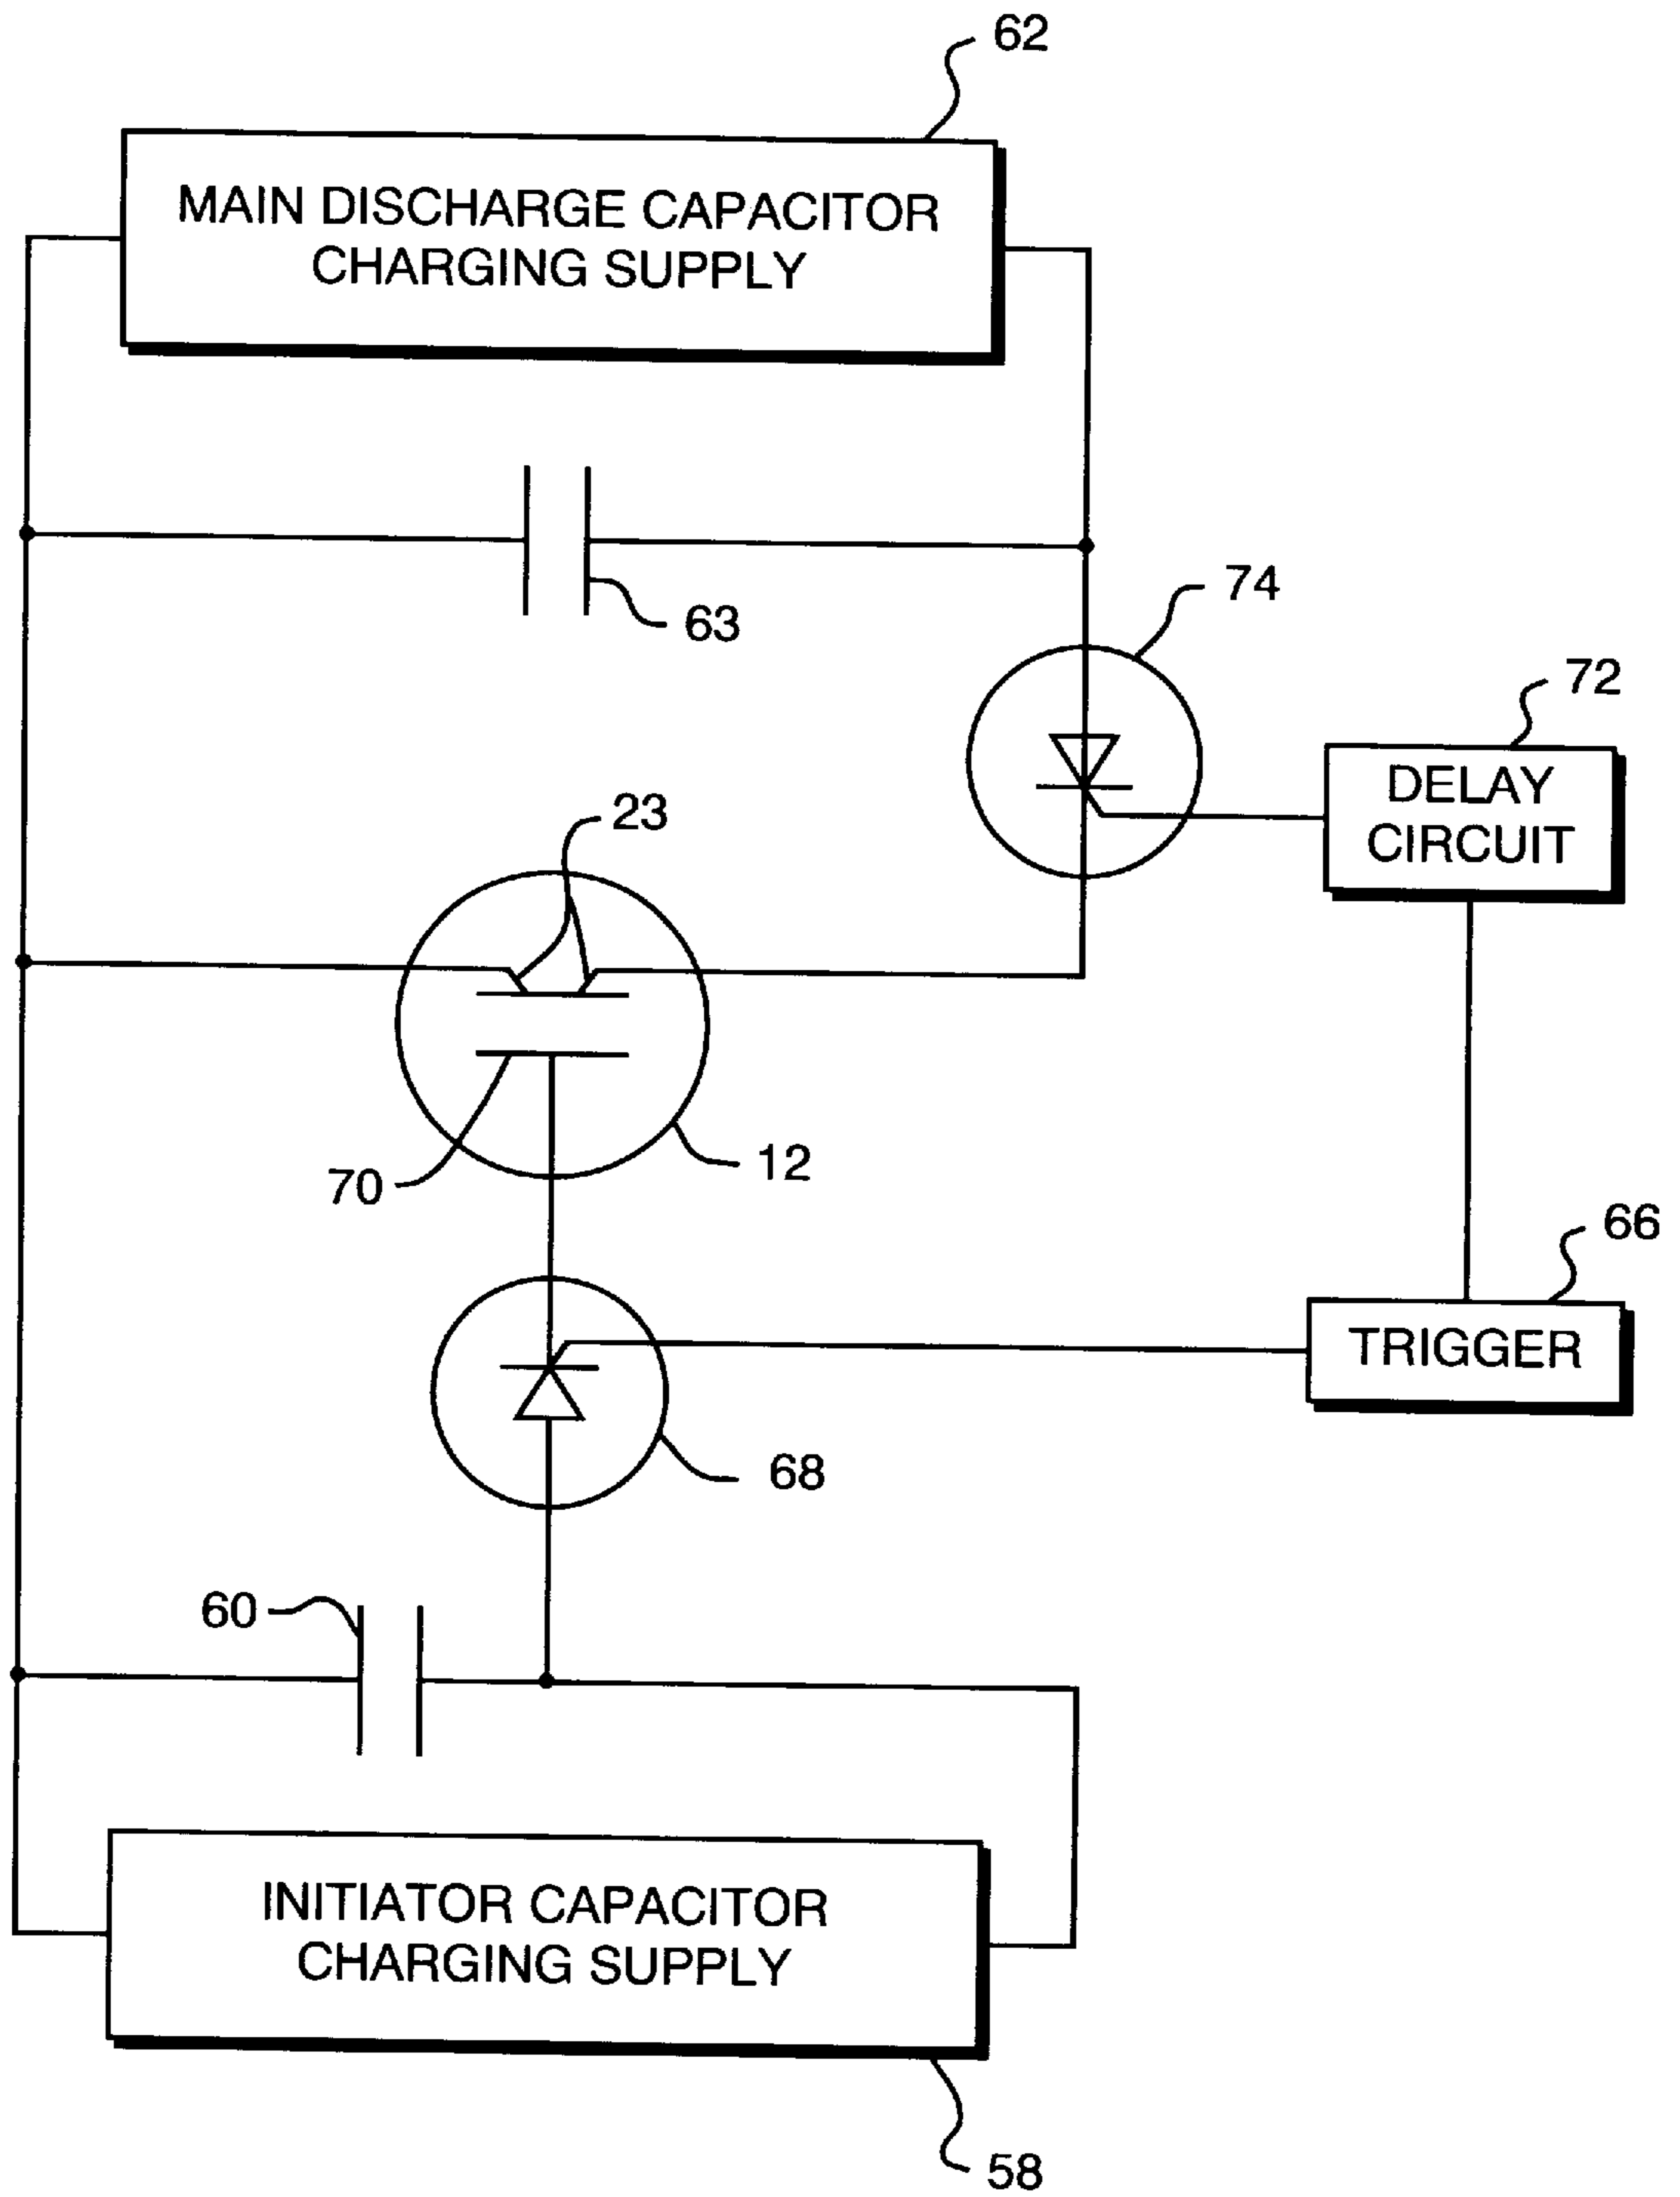 62
MAIN DISCHARGE CAPACITOR
CHARGING SUPPLY
63
74
72
DELAY
CIRCUIT
23
70
12
66
TRIGGER
68
60
INITIATOR CAPACITOR
CHARGING SUPPLY
58